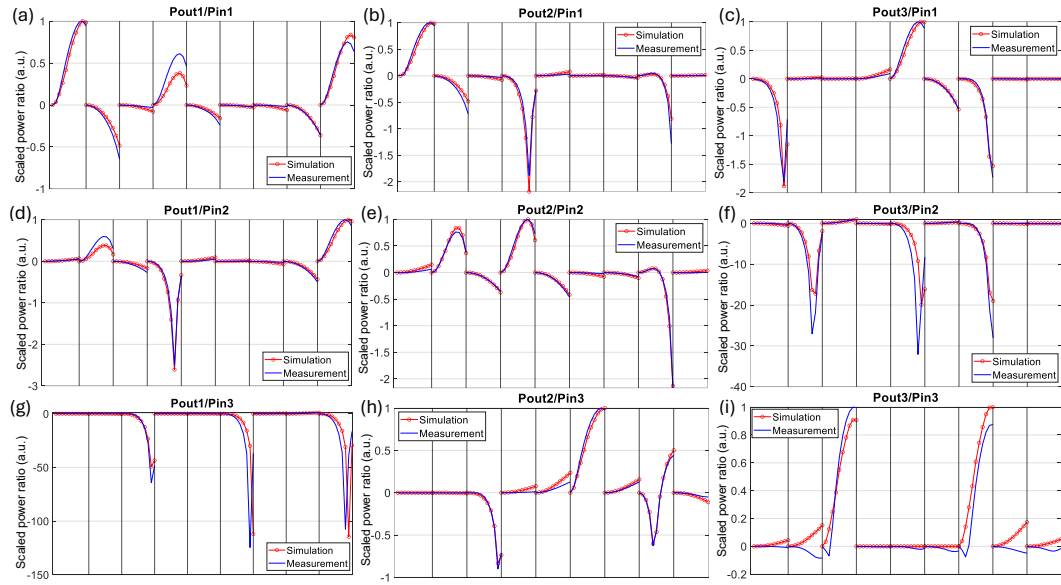 (a)
Pout1/Pin1
Scaled power ratio (a.u.)
1
0.5
0
-0.5
1
Simulation
Measurement
(b)
Pout2/Pin1
Scaled power ratio (a.u.)
1
0.5
0
-0.5
-1
-1.5
-2
Simulation
Measurement
(c)
Pout3/Pin1
Scaled power ratio (a.u.)
1
0.5
0
-0.5
-1
-1.5
-2
Simulation
Measurement
(d)
Pout1/Pin2
Scaled power ratio (a.u.)
1
0
-1
-2
-3
Simulation
Measurement
(e)
Pout2/Pin2
Scaled power ratio (a.u.)
1
0.5
0
-0.5
-1
-1.5
-2
Simulation
Measurement
(f)
Pout3/Pin2
Scaled power ratio (a.u.)
0
-10
-20
-30
-40
Simulation
Measurement
(g)
Pout1/Pin3
Scaled power ratio (a.u.)
0
-50
-100
-150
Simulation
Measurement
(h)
Pout2/Pin3
Scaled power ratio (a.u.)
1
0.5
0
-0.5
-1
Simulation
Measurement
(i)
Pout3/Pin3
Scaled power ratio (a.u.)
1
0.8
0.6
0.4
0.2
0
-0.2
Simulation
Measurement